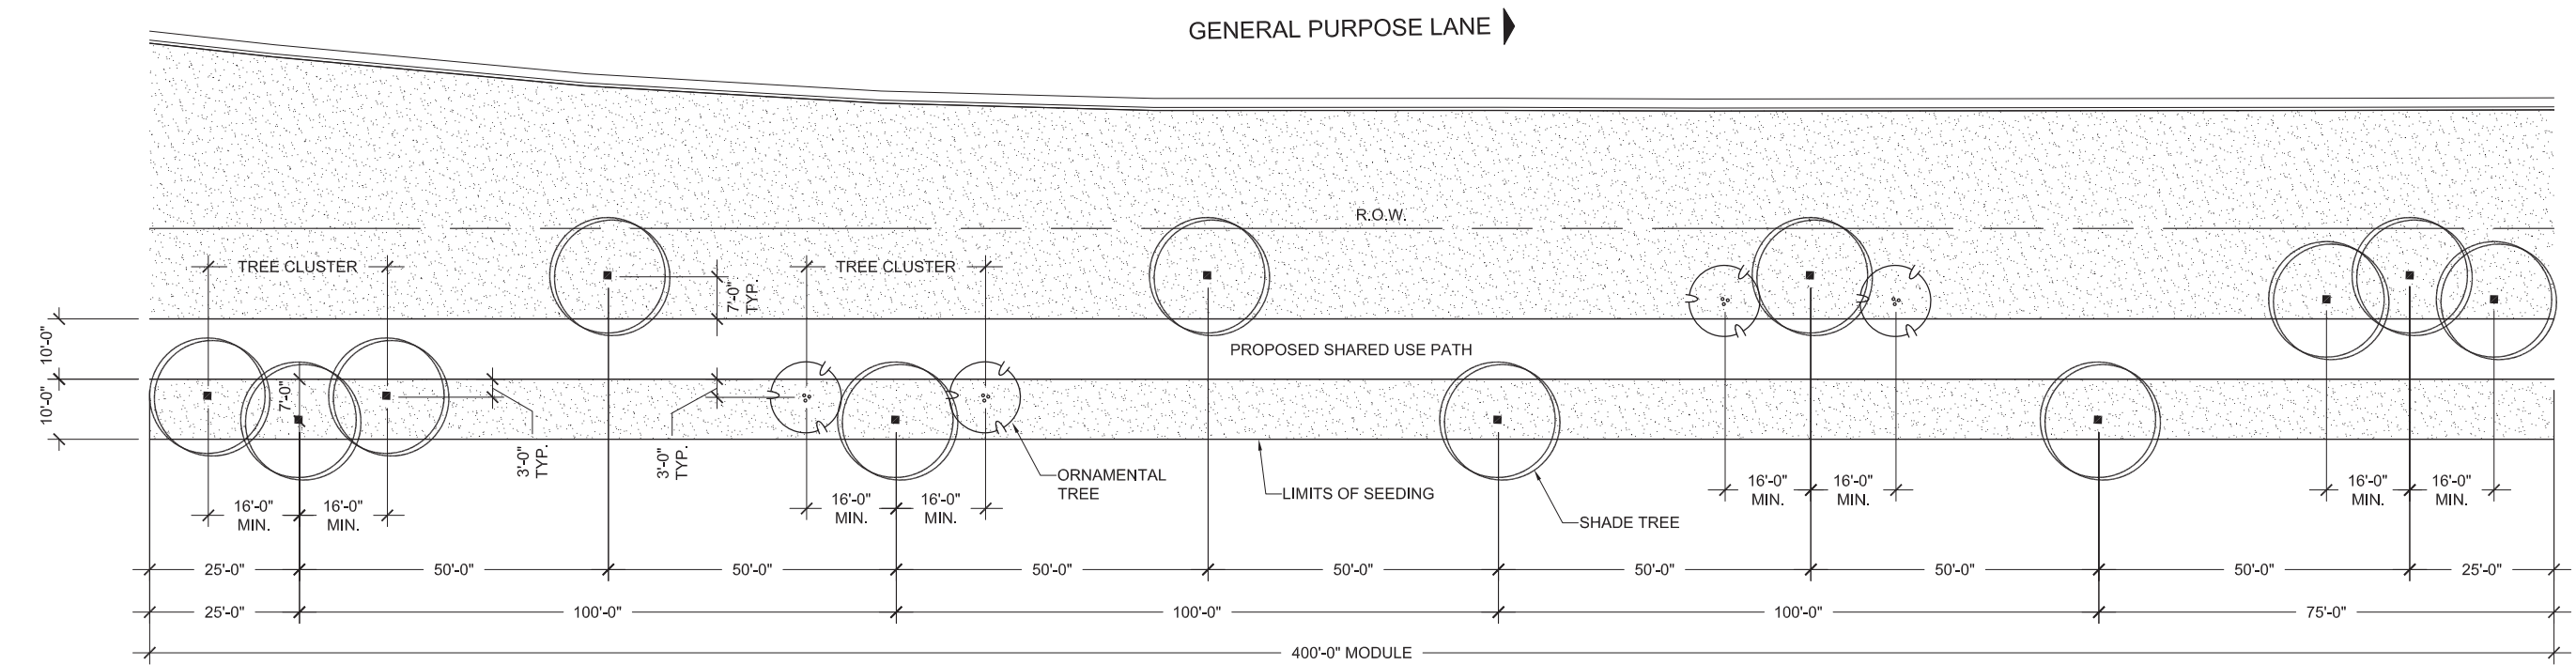 GENERAL PURPOSE LANE
R.O.W.
TREE CLUSTER
TREE CLUSTER
7'-0"
TYP.
10'-0"
PROPOSED SHARED USE PATH
10'-0"
7'-0"
3'-0"
TYP.
3'-0"
TYP.
ORNAMENTAL
TREE
LIMITS OF SEEDING
SHADE TREE
16'-0"
MIN.
16'-0"
MIN.
16'-0"
MIN.
16'-0"
MIN.
16'-0"
MIN.
16'-0"
MIN.
16'-0"
MIN.
16'-0"
MIN.
25'-0" 50'-0" 50'-0" 50'-0" 50'-0" 50'-0" 50'-0" 50'-0" 25'-0"
25'-0" 100'-0" 100'-0" 100'-0" 75'-0"
400'-0" MODULE